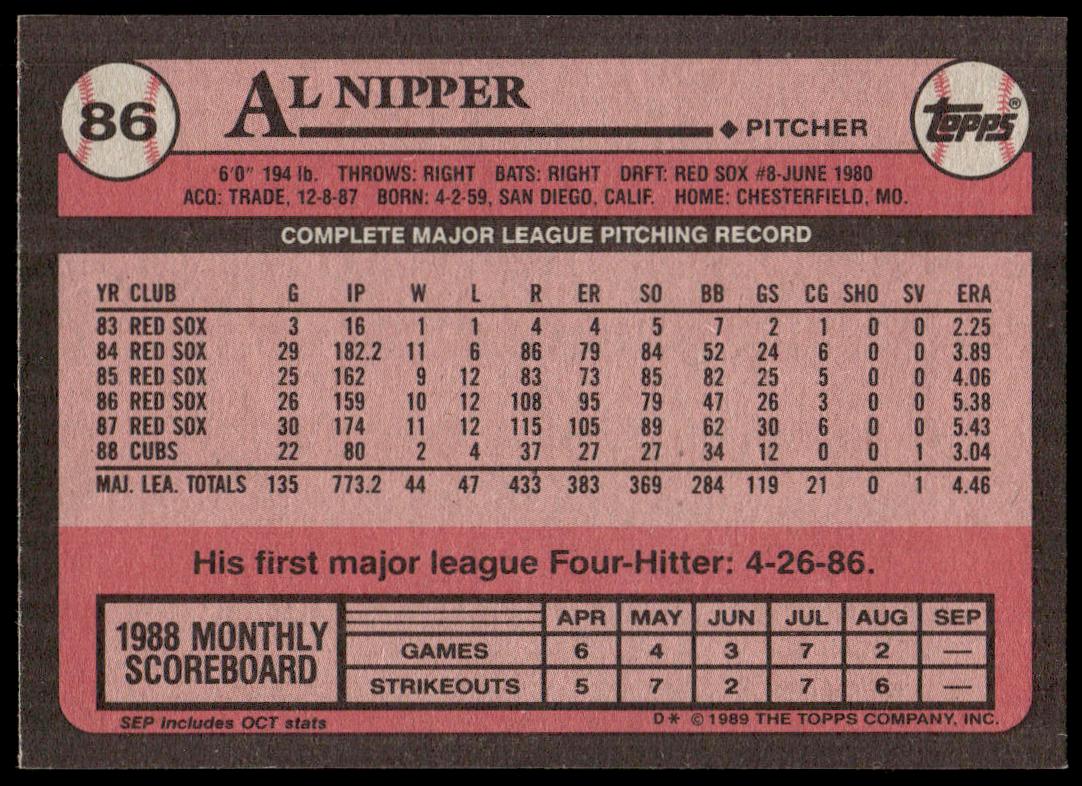 86
AL NIPPER
◆ PITCHER
TOPPS®
6'0" 194 lb. THROWS: RIGHT BATS: RIGHT DRFT: RED SOX #8-JUNE 1980
ACQ: TRADE, 12-8-87 BORN: 4-2-59, SAN DIEGO, CALIF. HOME: CHESTERFIELD, MO.
COMPLETE MAJOR LEAGUE PITCHING RECORD
YR CLUB G IP W L R ER SO BB GS CG SHO SV ERA
83 RED SOX 3 16 1 1 4 4 5 7 2 1 0 0 2.25
84 RED SOX 29 182.2 11 6 86 79 84 52 24 6 0 0 3.89
85 RED SOX 25 162 9 12 83 73 85 82 25 5 0 0 4.06
86 RED SOX 26 159 10 12 108 95 79 47 26 3 0 0 5.38
87 RED SOX 30 174 11 12 115 105 89 62 30 6 0 0 5.43
88 CUBS 22 80 2 4 37 27 27 34 12 0 0 1 3.04
MAJ. LEA. TOTALS 135 773.2 44 47 433 383 369 284 119 21 0 1 4.46
His first major league Four-Hitter: 4-26-86.
1988 MONTHLY
SCOREBOARD
APR MAY JUN JUL AUG SEP
GAMES 6 4 3 7 2 —
STRIKEOUTS 5 7 2 7 6 —
SEP includes OCT stats
D* © 1989 THE TOPPS COMPANY, INC.